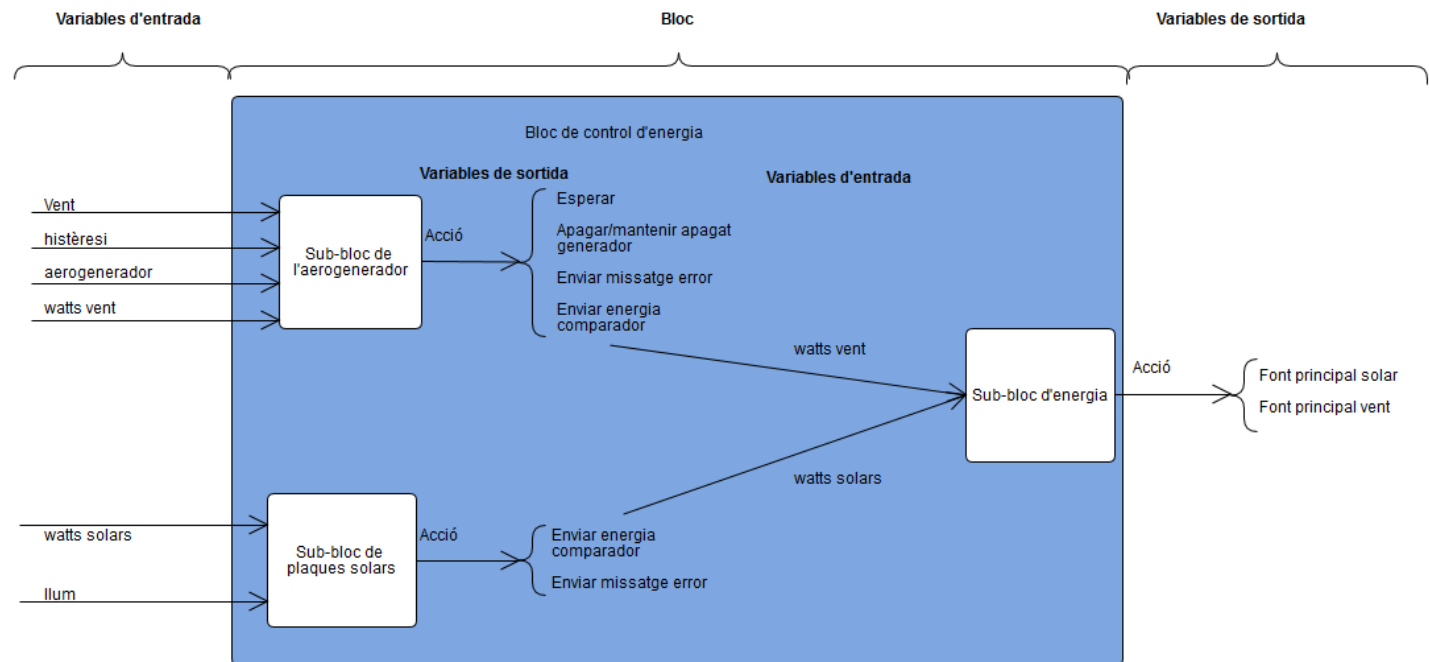 Variables d'entrada
Bloc
Variables de sortida
Bloc de control d'energia
Variables de sortida
Variables d'entrada
Vent
histèresi
aerogenerador
watts vent
Sub-bloc de
l'aerogenerador
Acció
Esperar
Apagar/mantenir apagat
generador
Enviar missatge error
Enviar energia
comparador
watts vent
Sub-bloc d'energia
Acció
Font principal solar
Font principal vent
watts solars
watts solars
llum
Sub-bloc de
plaques solars
Acció
Enviar energia
comparador
Enviar missatge error